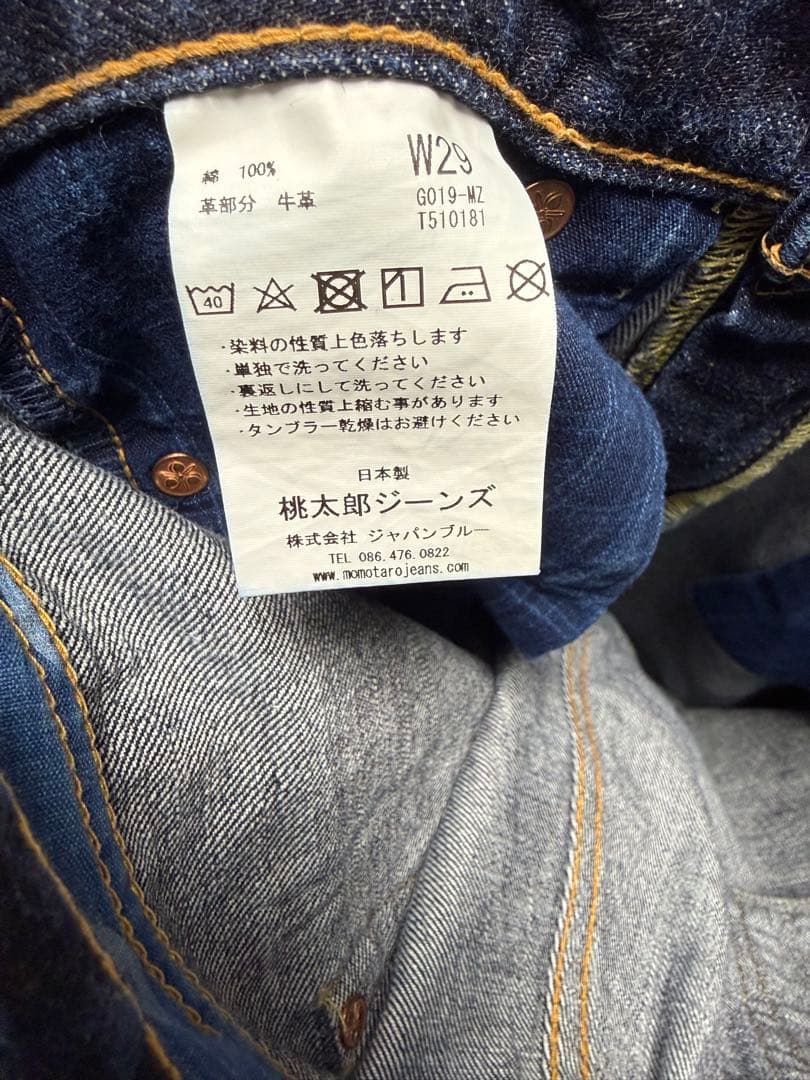 綿 100%
革部分 牛革
W29
G019-MZ
T510181
40
・染料の性質上色落ちします
・単独で洗ってください
・裏返しにして洗ってください
・生地の性質上縮む事があります
・タンブラー乾燥はお避けください
日本製
桃太郎ジーンズ
株式会社 ジャパンブルー
TEL 086.476.0822
www.momotarojeans.com